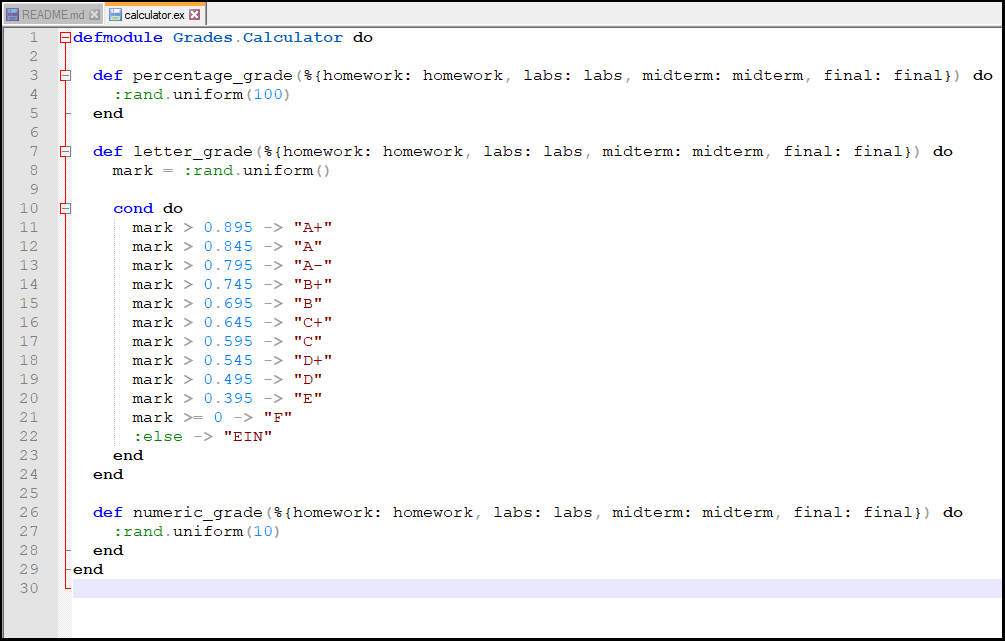 README.md calculator.ex
1 defmodule Grades.Calculator do
2
3   def percentage_grade(%{homework: homework, labs: labs, midterm: midterm, final: final}) do
4     :rand.uniform(100)
5   end
6
7   def letter_grade(%{homework: homework, labs: labs, midterm: midterm, final: final}) do
8     mark = :rand.uniform()
9
10     cond do
11       mark > 0.895 -> "A+"
12       mark > 0.845 -> "A"
13       mark > 0.795 -> "A-"
14       mark > 0.745 -> "B+"
15       mark > 0.695 -> "B"
16       mark > 0.645 -> "C+"
17       mark > 0.595 -> "C"
18       mark > 0.545 -> "D+"
19       mark > 0.495 -> "D"
20       mark > 0.395 -> "E"
21       mark >= 0 -> "F"
22       :else -> "EIN"
23     end
24   end
25
26   def numeric_grade(%{homework: homework, labs: labs, midterm: midterm, final: final}) do
27     :rand.uniform(10)
28   end
29 end
30